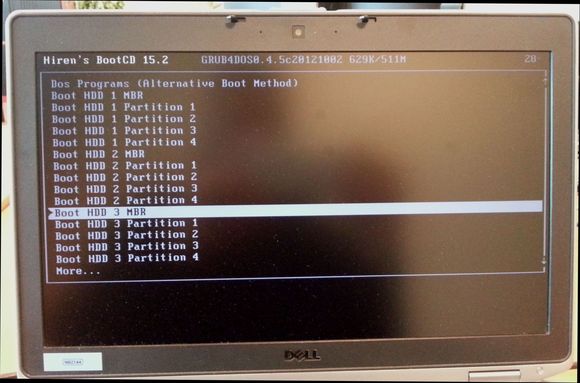 Hiren's BootCD 15.2 GRUB4DOS0.4.5c20121002 629K/511M 28
Dos Programs (Alternative Boot Method)
Boot HDD 1 MBR
Boot HDD 1 Partition 1
Boot HDD 1 Partition 2
Boot HDD 1 Partition 3
Boot HDD 1 Partition 4
Boot HDD 2 MBR
Boot HDD 2 Partition 1
Boot HDD 2 Partition 2
Boot HDD 2 Partition 3
Boot HDD 2 Partition 4
Boot HDD 3 MBR
Boot HDD 3 Partition 1
Boot HDD 3 Partition 2
Boot HDD 3 Partition 3
Boot HDD 3 Partition 4
More...
DELL